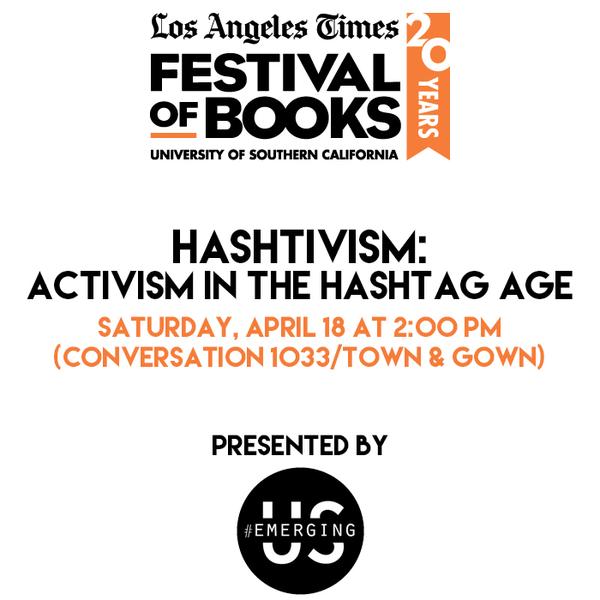 Los Angeles Times
FESTIVAL
OF BOOKS
UNIVERSITY OF SOUTHERN CALIFORNIA
20
YEARS
HASHTIVISM:
ACTIVISM IN THE HASHTAG AGE
SATURDAY, APRIL 18 AT 2:00 PM
(CONVERSATION 1033/TOWN & GOWN)
PRESENTED BY
US
#EMERGING